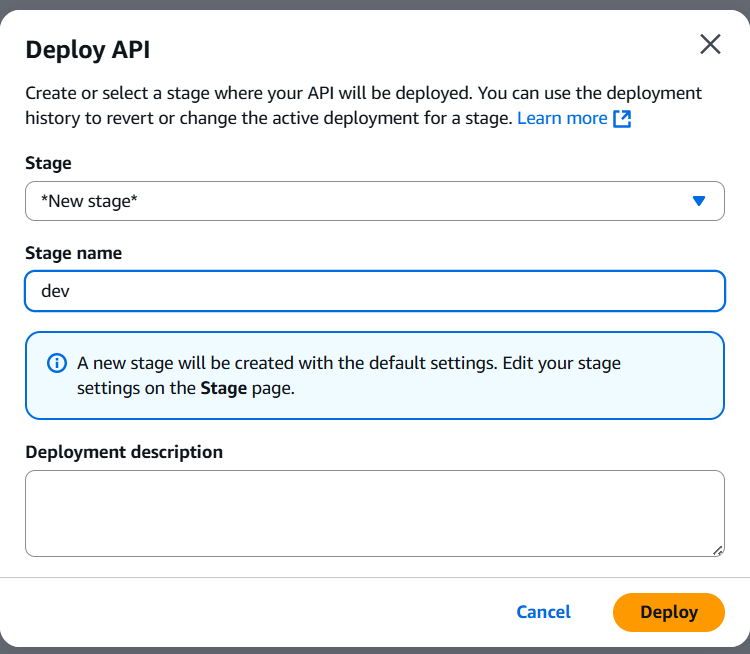 Deploy API
Create or select a stage where your API will be deployed. You can use the deployment
history to revert or change the active deployment for a stage. Learn more
Stage
*New stage*
Stage name
dev
A new stage will be created with the default settings. Edit your stage
settings on the Stage page.
Deployment description
Cancel
Deploy